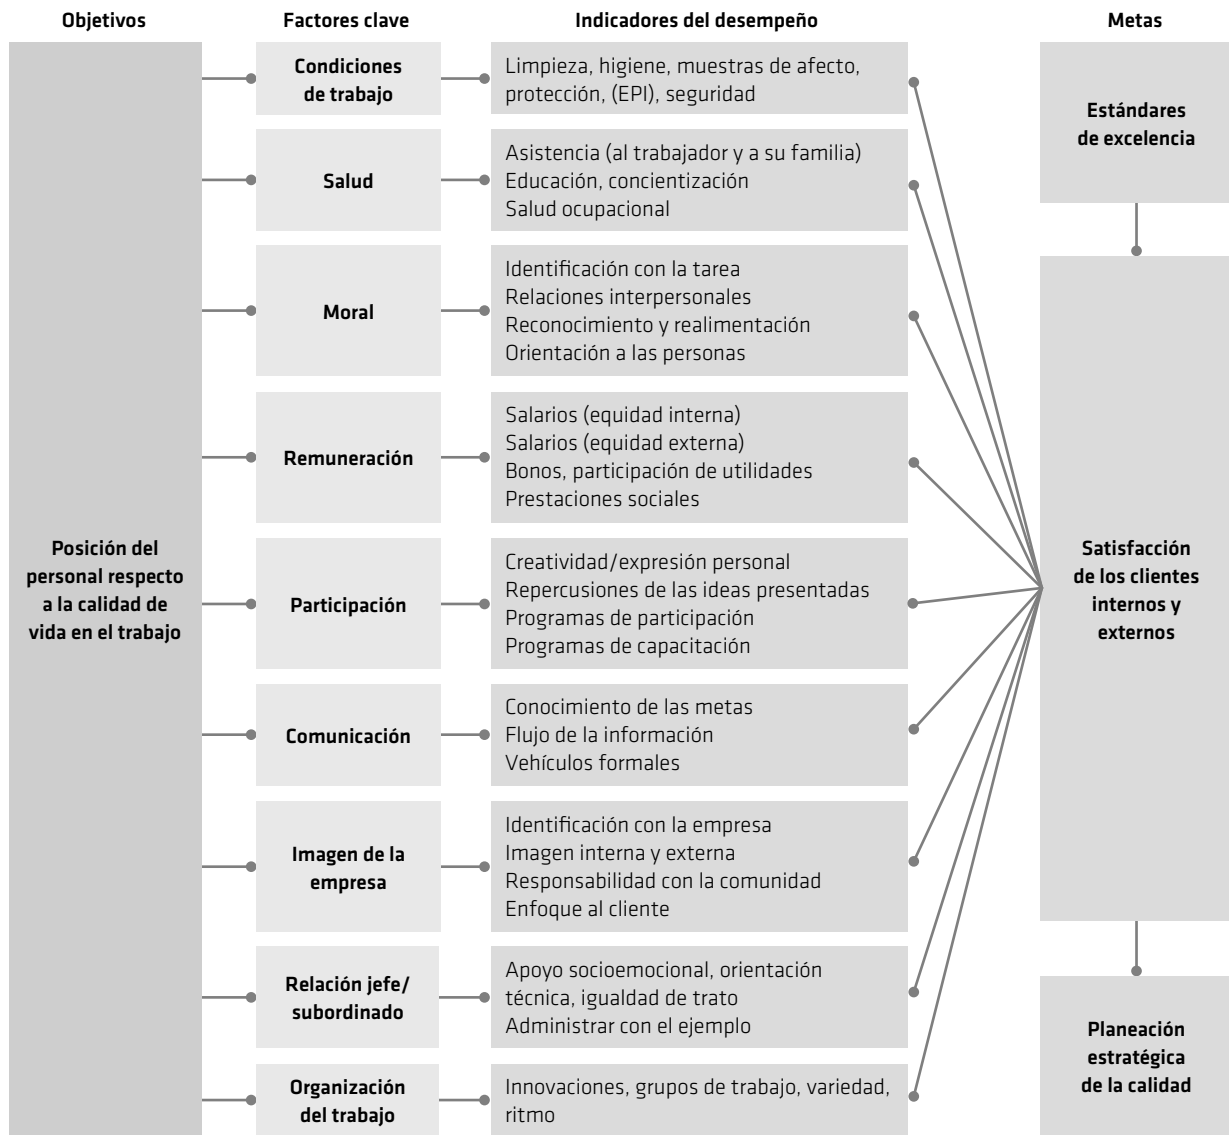 Objetivos
Factores clave
Indicadores del desempeño
Metas
Posición del
personal respecto
a la calidad de
vida en el trabajo
Condiciones
de trabajo
Limpieza, higiene, muestras de afecto,
protección, (EPI), seguridad
Salud
Asistencia (al trabajador y a su familia)
Educación, concientización
Salud ocupacional
Moral
Identificación con la tarea
Relaciones interpersonales
Reconocimiento y realimentación
Orientación a las personas
Remuneración
Salarios (equidad interna)
Salarios (equidad externa)
Bonos, participación de utilidades
Prestaciones sociales
Participación
Creatividad/expresión personal
Repercusiones de las ideas presentadas
Programas de participación
Programas de capacitación
Comunicación
Conocimiento de las metas
Flujo de la información
Vehículos formales
Imagen de la
empresa
Identificación con la empresa
Imagen interna y externa
Responsabilidad con la comunidad
Enfoque al cliente
Relación jefe/
subordinado
Apoyo socioemocional, orientación
técnica, igualdad de trato
Administrar con el ejemplo
Organización
del trabajo
Innovaciones, grupos de trabajo, variedad,
ritmo
Estándares
de excelencia
Satisfacción
de los clientes
internos y
externos
Planeación
estratégica
de la calidad